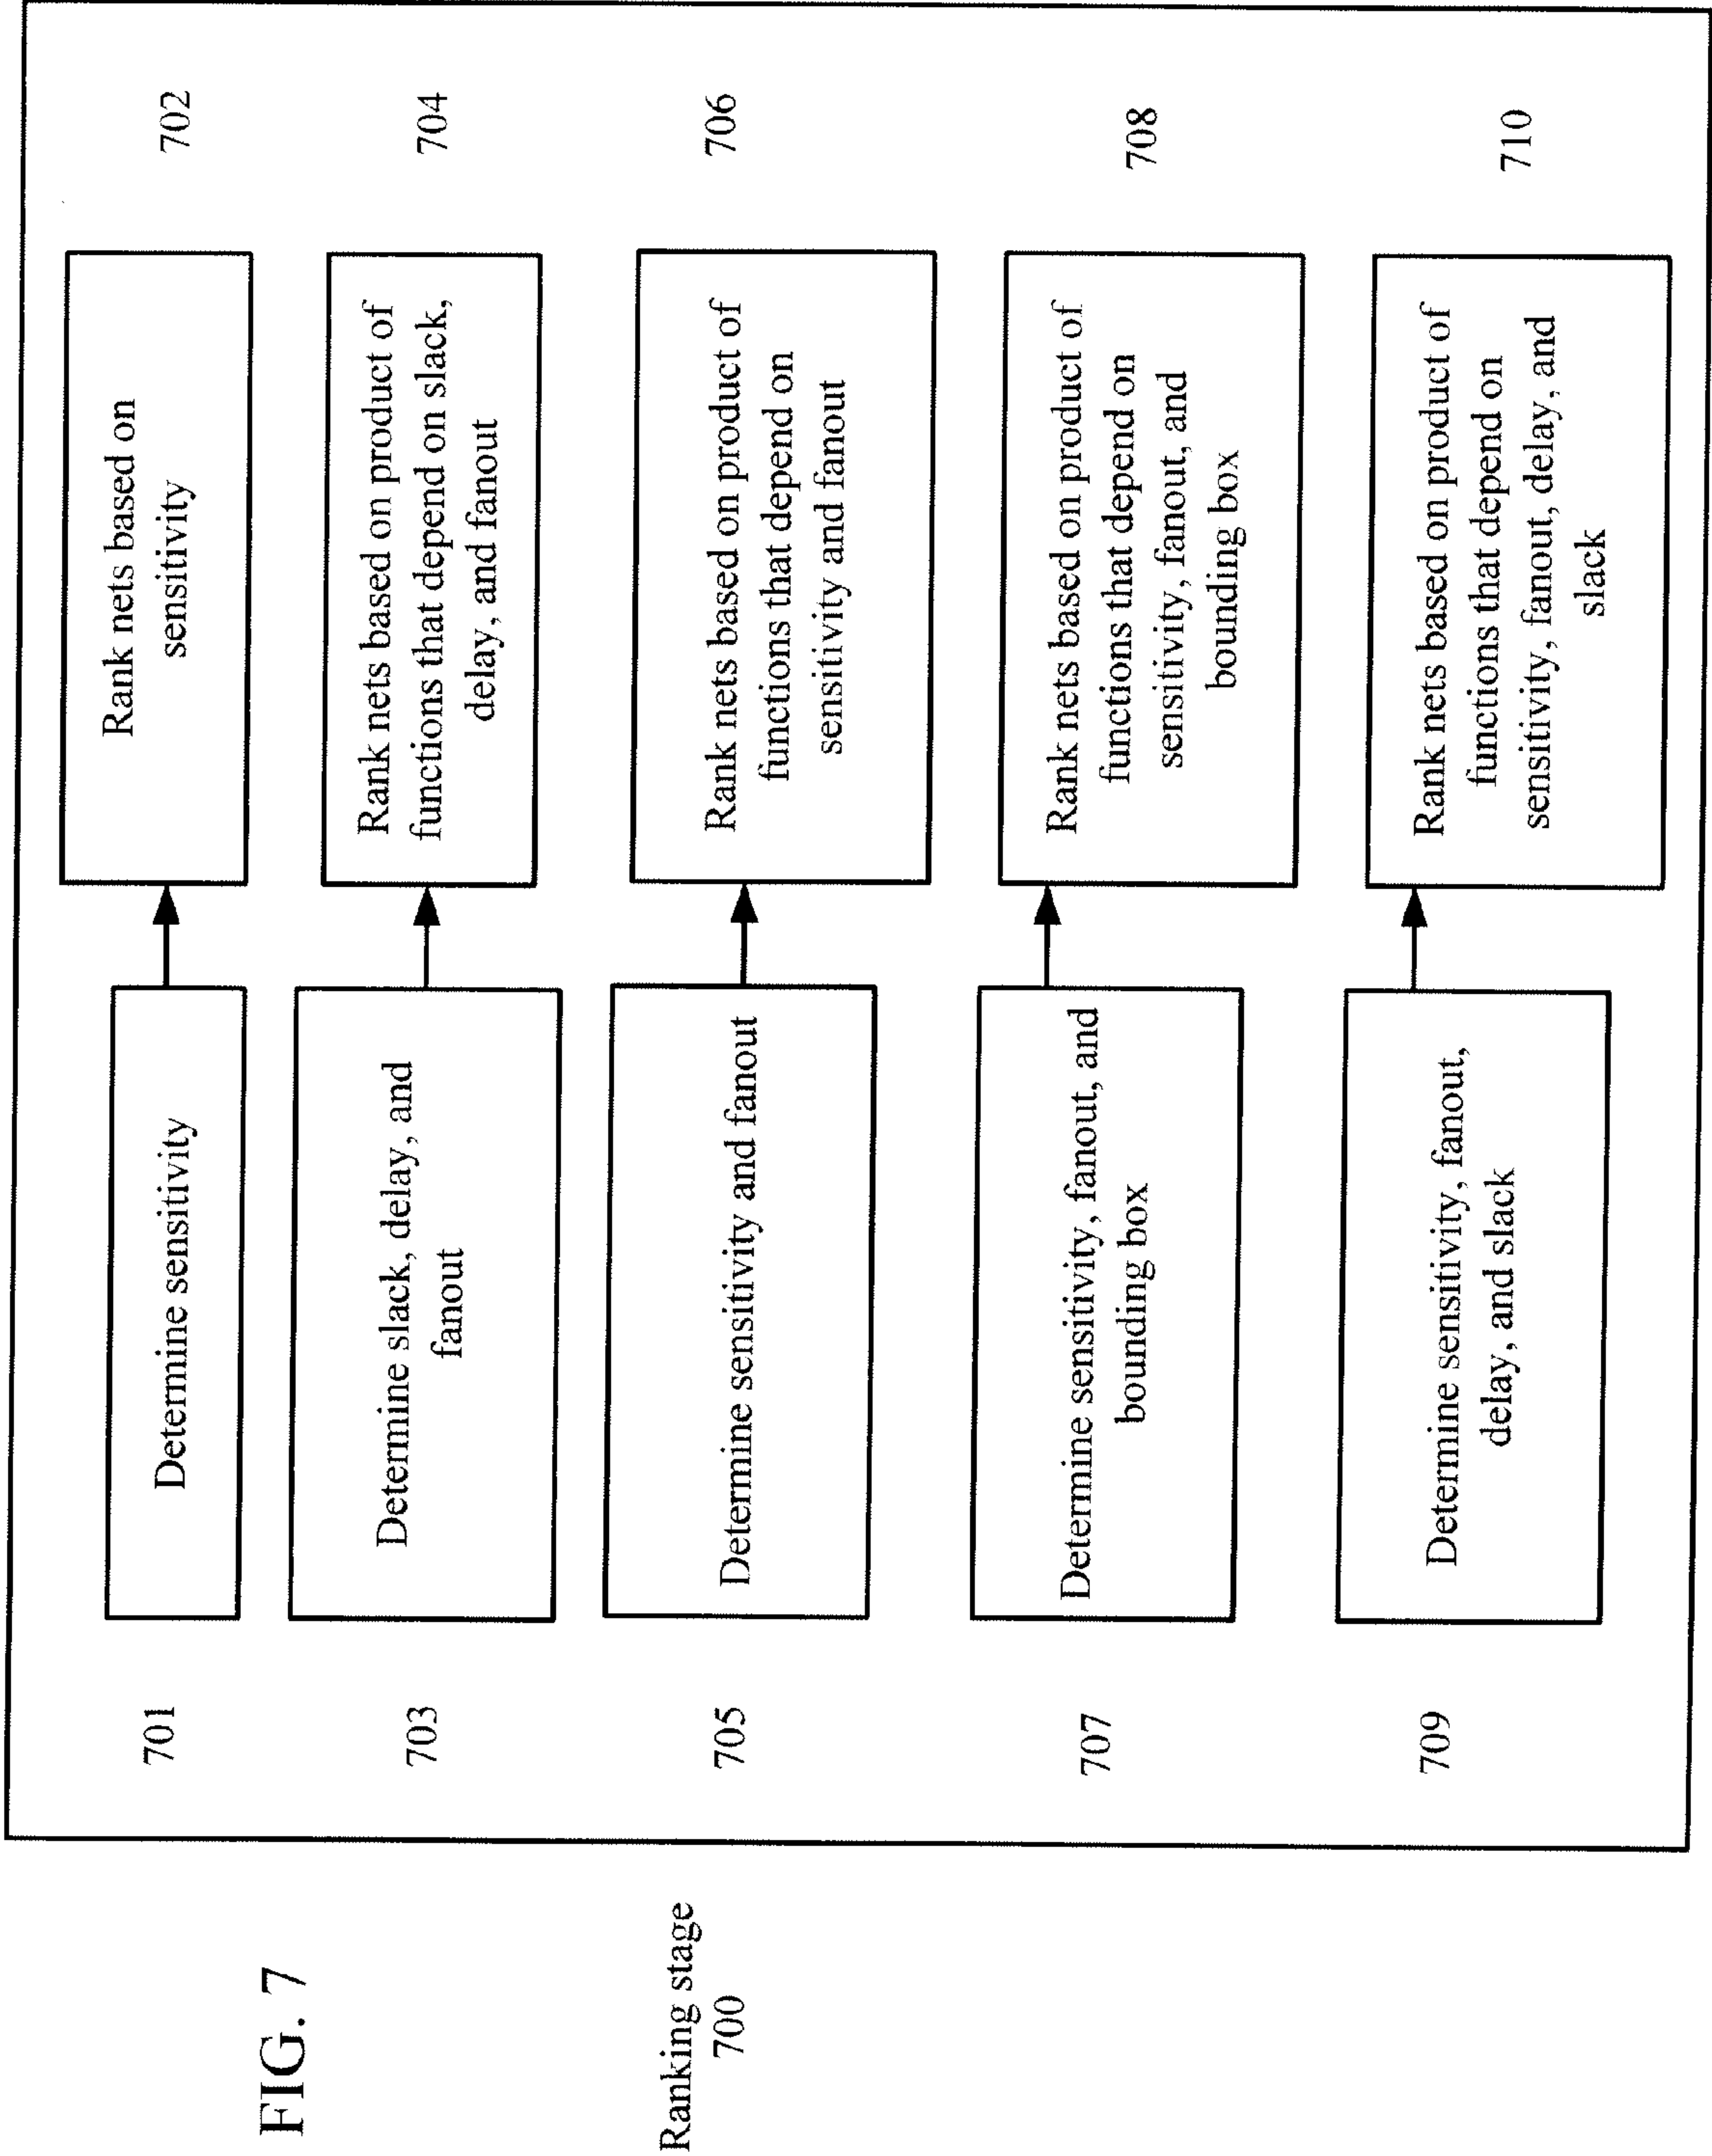 FIG. 7
Ranking stage
700
701
Determine sensitivity
Rank nets based on
sensitivity
702
703
Determine slack, delay, and
fanout
Rank nets based on product of
functions that depend on slack,
delay, and fanout
704
705
Determine sensitivity and fanout
Rank nets based on product of
functions that depend on
sensitivity and fanout
706
707
Determine sensitivity, fanout, and
bounding box
Rank nets based on product of
functions that depend on
sensitivity, fanout, and
bounding box
708
709
Determine sensitivity, fanout,
delay, and slack
Rank nets based on product of
functions that depend on
sensitivity, fanout, delay, and
slack
710